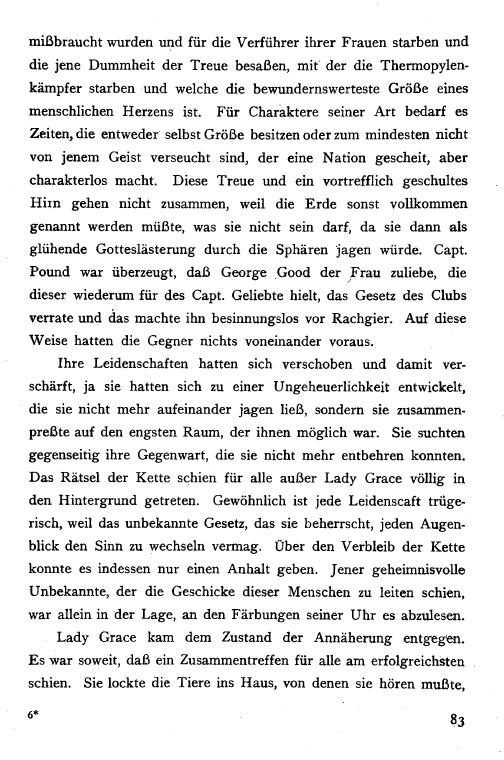 mißbraucht wurden und für die Verführer ihrer Frauen starben und
die jene Dummheit der Treue besaßen, mit der die Thermopylen-
kämpfer starben und welche die bewundernswerteste Größe eines
menschlichen Herzens ist. Für Charaktere seiner Art bedarf es
Zeiten, die entweder selbst Größe besitzen oder zum mindesten nicht
von jenem Geist verseucht sind, der eine Nation gescheit, aber
charakterlos macht. Diese Treue und ein vortrefflich geschultes
Hirn gehen nicht zusammen, weil die Erde sonst vollkommen
genannt werden müßte, was sie nicht sein darf, da sie dann als
glühende Gotteslästerung durch die Sphären jagen würde. Capt.
Pound war überzeugt, daß George Good der Frau zuliebe, die
dieser wiederum für des Capt. Geliebte hielt, das Gesetz des Clubs
verrate und das machte ihn besinnungslos vor Rachgier. Auf diese
Weise hatten die Gegner nichts voneinander voraus.
Ihre Leidenschaften hatten sich verschoben und damit ver-
schärft, ja sie hatten sich zu einer Ungeheuerlichkeit entwickelt,
die sie nicht mehr aufeinander jagen ließ, sondern sie zusammen-
preßte auf den engsten Raum, der ihnen möglich war. Sie suchten
gegenseitig ihre Gegenwart, die sie nicht mehr entbehren konnten.
Das Rätsel der Kette schien für alle außer Lady Grace völlig in
den Hintergrund getreten. Gewöhnlich ist jede Leidenscaft trüge-
risch, weil das unbekannte Gesetz, das sie beherrscht, jeden Augen-
blick den Sinn zu wechseln vermag. Über den Verbleib der Kette
konnte es indessen nur einen Anhalt geben. Jener geheimnisvolle
Unbekannte, der die Geschicke dieser Menschen zu leiten schien,
war allein in der Lage, an den Färbungen seiner Uhr es abzulesen.
Lady Grace kam dem Zustand der Annäherung entgegen.
Es war soweit, daß ein Zusammentreffen für alle am erfolgreichsten
schien. Sie lockte die Tiere ins Haus, von denen sie hören mußte,
6*
83